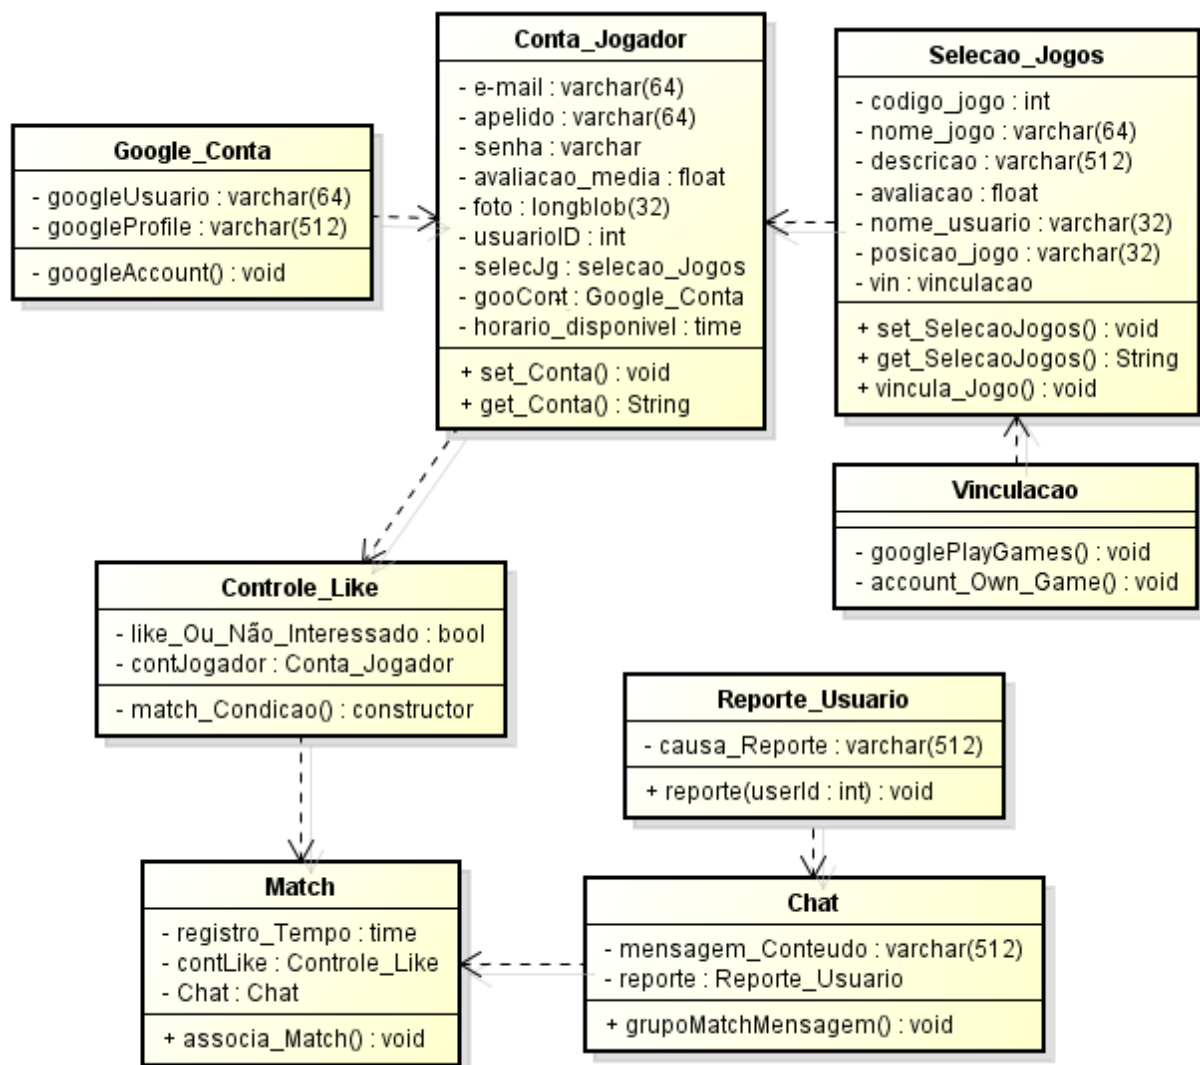 Conta_Jogador
- e-mail : varchar(64)
- apelido : varchar(64)
- senha : varchar
- avaliacao_media : float
- foto : longblob(32)
- usuarioID : int
- selecJg : selecao_Jogos
- gooCont : Google_Conta
- horario_disponivel : time
+ set_Conta() : void
+ get_Conta() : String
Selecao_Jogos
- codigo_jogo : int
- nome_jogo : varchar(64)
- descricao : varchar(512)
- avaliacao : float
- nome_usuario : varchar(32)
- posicao_jogo : varchar(32)
- vin : vinculacao
+ set_SelecaoJogos() : void
+ get_SelecaoJogos() : String
+ vincula_Jogo() : void
Google_Conta
- googleUsuario : varchar(64)
- googleProfile : varchar(512)
- googleAccount() : void
Vinculacao
- googlePlayGames() : void
- account_Own_Game() : void
Controle_Like
- like_Ou_Não_Interessado : bool
- contJogador : Conta_Jogador
- match_Condicao() : constructor
Reporte_Usuario
- causa_Reporte : varchar(512)
+ reporte(userId : int) : void
Match
- registro_Tempo : time
- contLike : Controle_Like
- Chat : Chat
+ associa_Match() : void
Chat
- mensagem_Conteudo : varchar(512)
- reporte : Reporte_Usuario
+ grupoMatchMensagem() : void